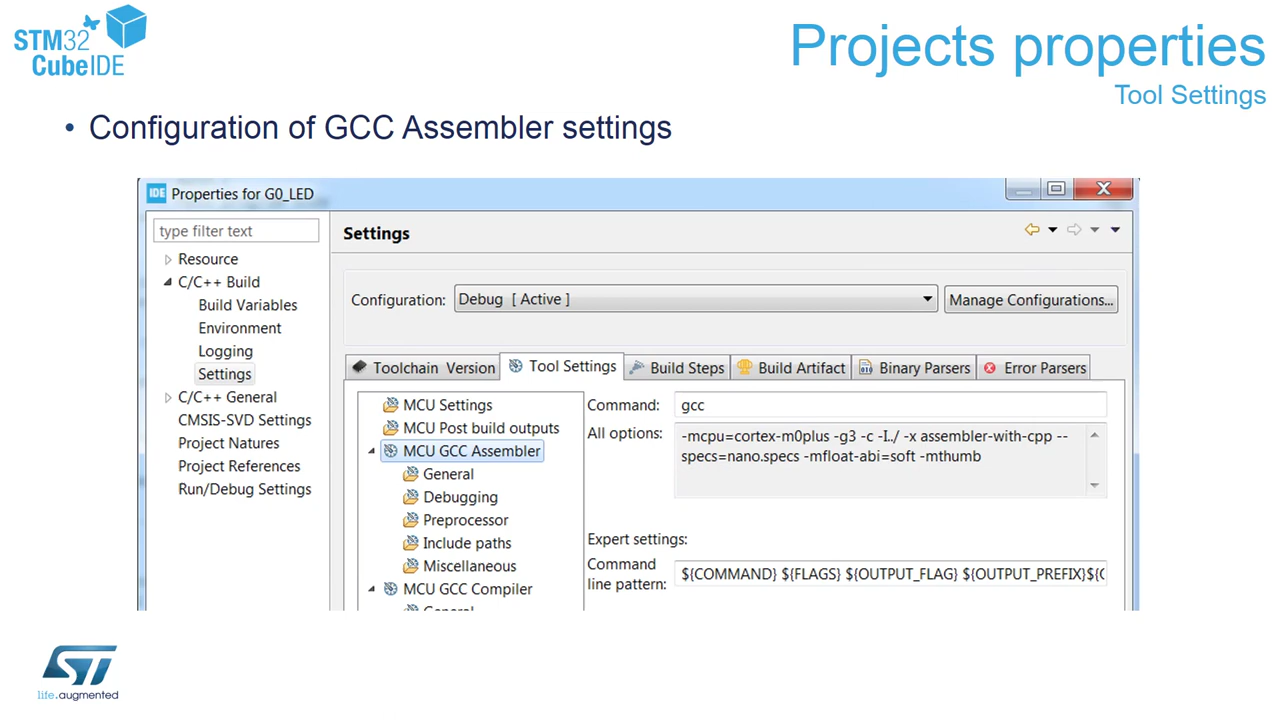 STM32
CubeIDE
Projects properties
Tool Settings
• Configuration of GCC Assembler settings
IDE Properties for G0_LED
type filter text
Resource
C/C++ Build
Build Variables
Environment
Logging
Settings
C/C++ General
CMSIS-SVD Settings
Project Natures
Project References
Run/Debug Settings
Settings
Configuration: Debug [ Active ] Manage Configurations...
Toolchain Version Tool Settings Build Steps Build Artifact Binary Parsers Error Parsers
MCU Settings
MCU Post build outputs
MCU GCC Assembler
General
Debugging
Preprocessor
Include paths
Miscellaneous
MCU GCC Compiler
General
Command: gcc
All options: -mcpu=cortex-m0plus -g3 -c -I../ -x assembler-with-cpp --
specs=nano.specs -mfloat-abi=soft -mthumb
Expert settings:
Command
line pattern: ${COMMAND} ${FLAGS} ${OUTPUT_FLAG} ${OUTPUT_PREFIX}${
ST
life.augmented